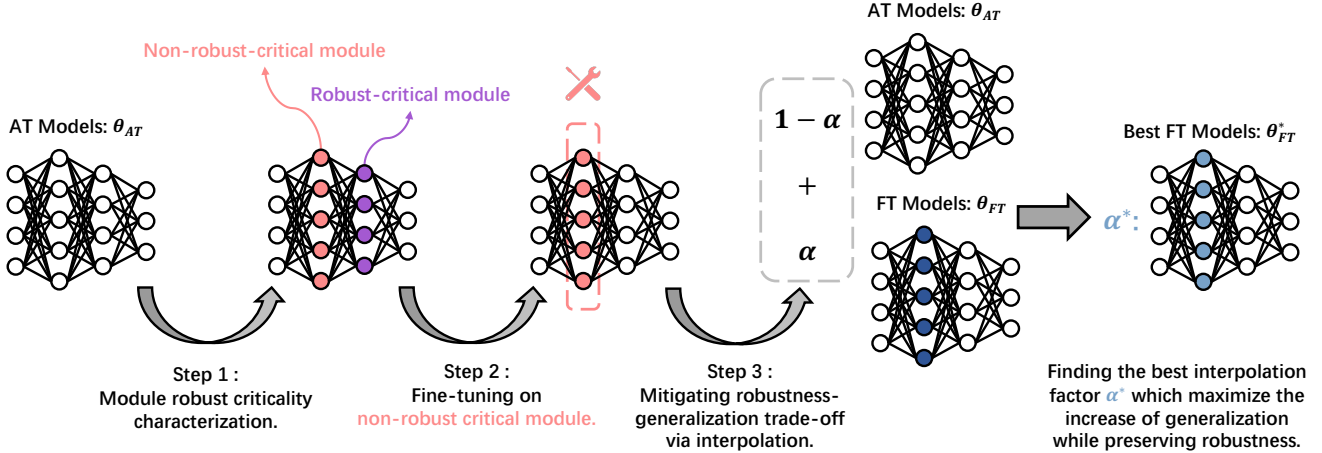 AT Models: θ_AT
Non-robust-critical module
Robust-critical module
Step 1 :
Module robust criticality
characterization.
Step 2 :
Fine-tuning on
non-robust critical module.
Step 3 :
Mitigating robustness-
generalization trade-off
via interpolation.
1 − α
+
α
AT Models: θ_AT
FT Models: θ_FT
Best FT Models: θ*_FT
α*:
Finding the best interpolation
factor α* which maximize the
increase of generalization
while preserving robustness.